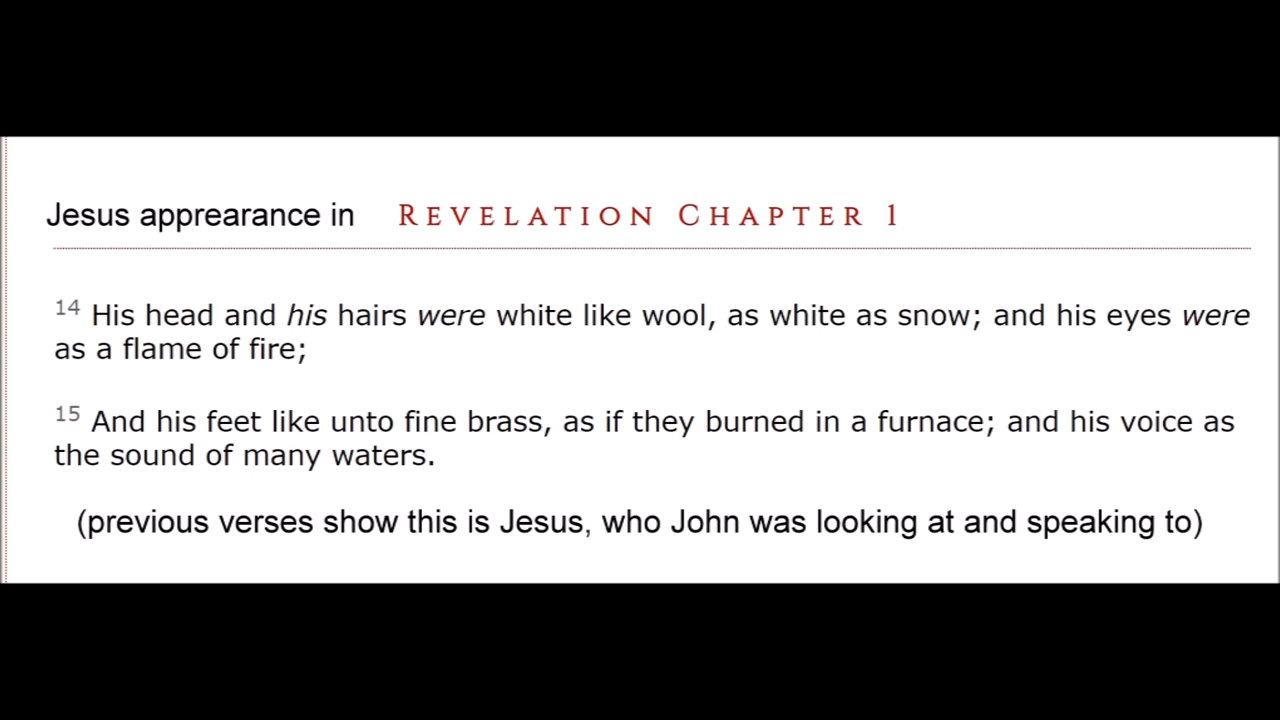 Jesus apprearance in REVELATION CHAPTER 1
14 His head and his hairs were white like wool, as white as snow; and his eyes were
as a flame of fire;
15 And his feet like unto fine brass, as if they burned in a furnace; and his voice as
the sound of many waters.
(previous verses show this is Jesus, who John was looking at and speaking to)